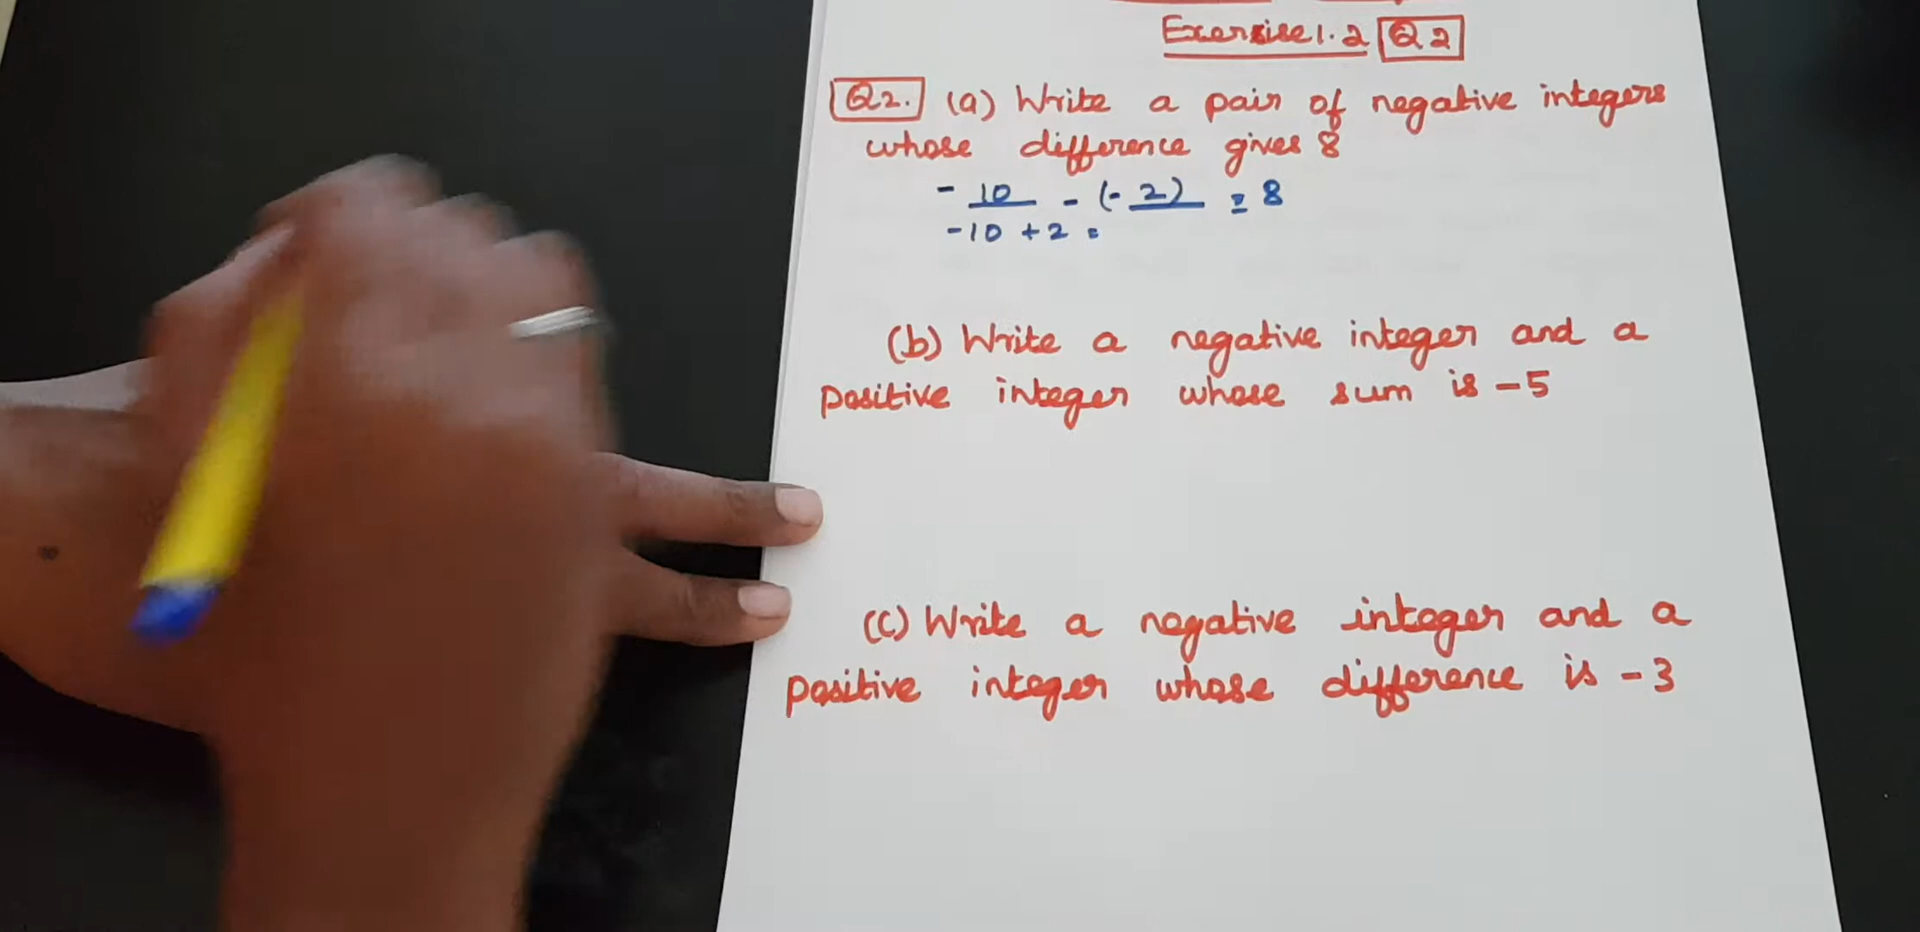 Exercise 1.2 Q2
Q2. (a) Write a pair of negative integers
whose difference gives 8
- 10 - (- 2) = 8
-10 + 2 =
(b) Write a negative integer and a
positive integer whose sum is -5
(c) Write a negative integer and a
positive integer whose difference is -3